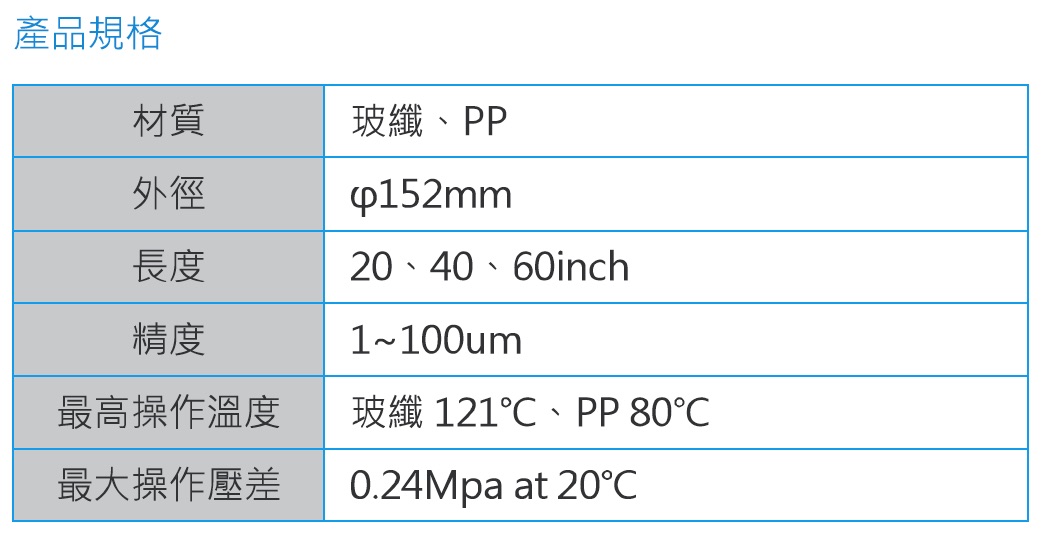 產品規格
材質 玻纖、PP
外徑 φ152mm
長度 20、40、60inch
精度 1~100um
最高操作溫度 玻纖 121℃、PP 80℃
最大操作壓差 0.24Mpa at 20℃